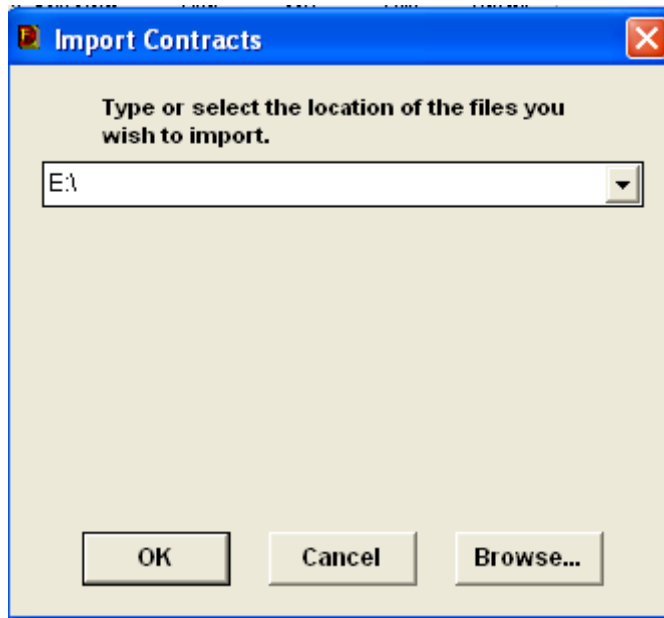 Import Contracts
Type or select the location of the files you
wish to import.
E:\
OK
Cancel
Browse...